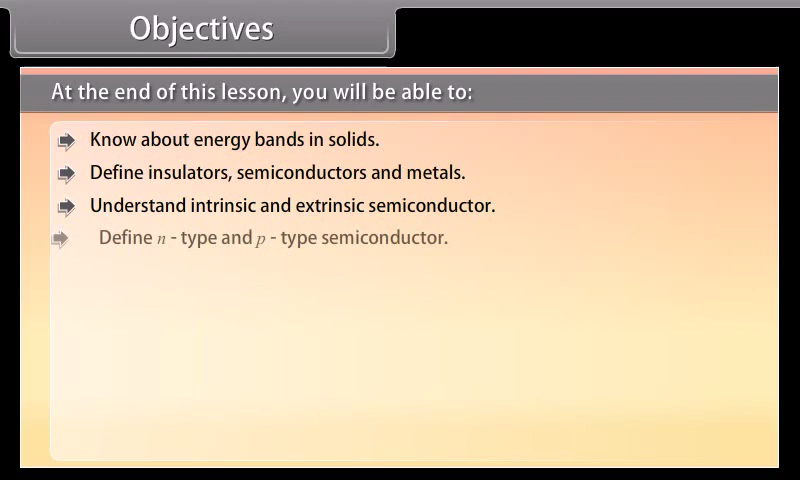 Objectives
At the end of this lesson, you will be able to:
Know about energy bands in solids.
Define insulators, semiconductors and metals.
Understand intrinsic and extrinsic semiconductor.
Define n - type and p - type semiconductor.